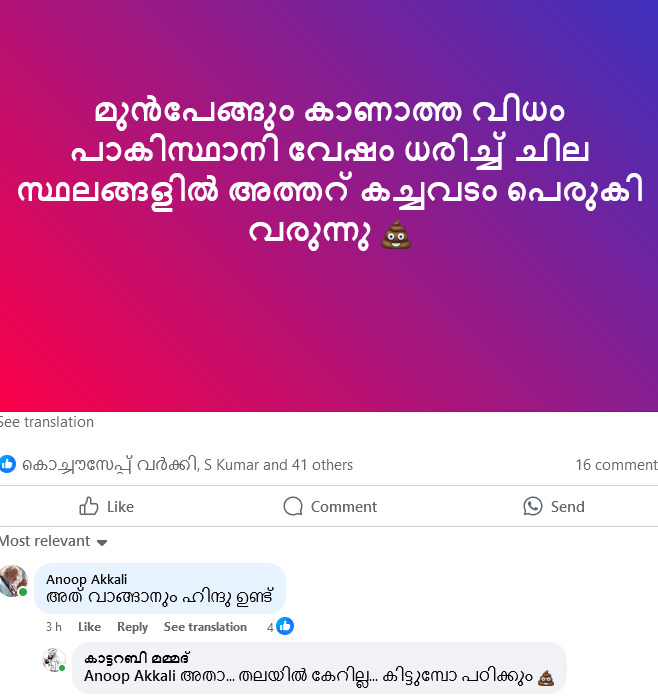 മുൻപേങ്ങും കാണാത്ത വിധം
പാകിസ്ഥാനി വേഷം ധരിച്ച് ചില
സ്ഥലങ്ങളിൽ അത്തറ് കച്ചവടം പെരുകി
വരുന്നു 💩
See translation
കൊച്ചൗസേപ്പ് വർക്കി, S Kumar and 41 others
16 comment
Like
Comment
Send
Most relevant
Anoop Akkali
അത് വാങ്ങാനും ഹിന്ദു ഉണ്ട്
3 h Like Reply See translation 4
കാട്ടറബി മമ്മദ്
Anoop Akkali അതാ... തലയിൽ കേറില്ല... കിട്ടുമ്പോ പഠിക്കും 💩